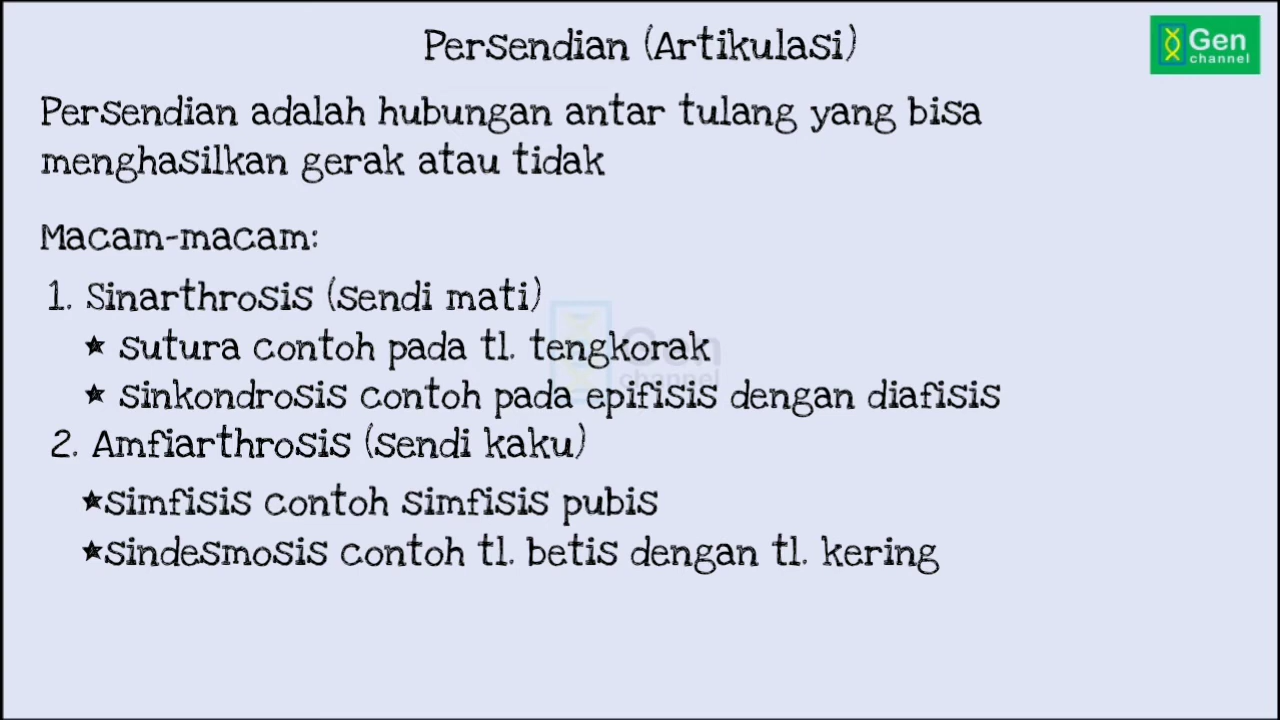 Persendian (Artikulasi)
Gen
channel
Persendian adalah hubungan antar tulang yang bisa
menghasilkan gerak atau tidak
Macam-macam:
1. Sinarthrosis (sendi mati)
★ sutura contoh pada tl. tengkorak
★ sinkondrosis contoh pada epifisis dengan diafisis
2. Amfiarthrosis (sendi kaku)
★simfisis contoh simfisis pubis
★sindesmosis contoh tl. betis dengan tl. kering
Gen
channel